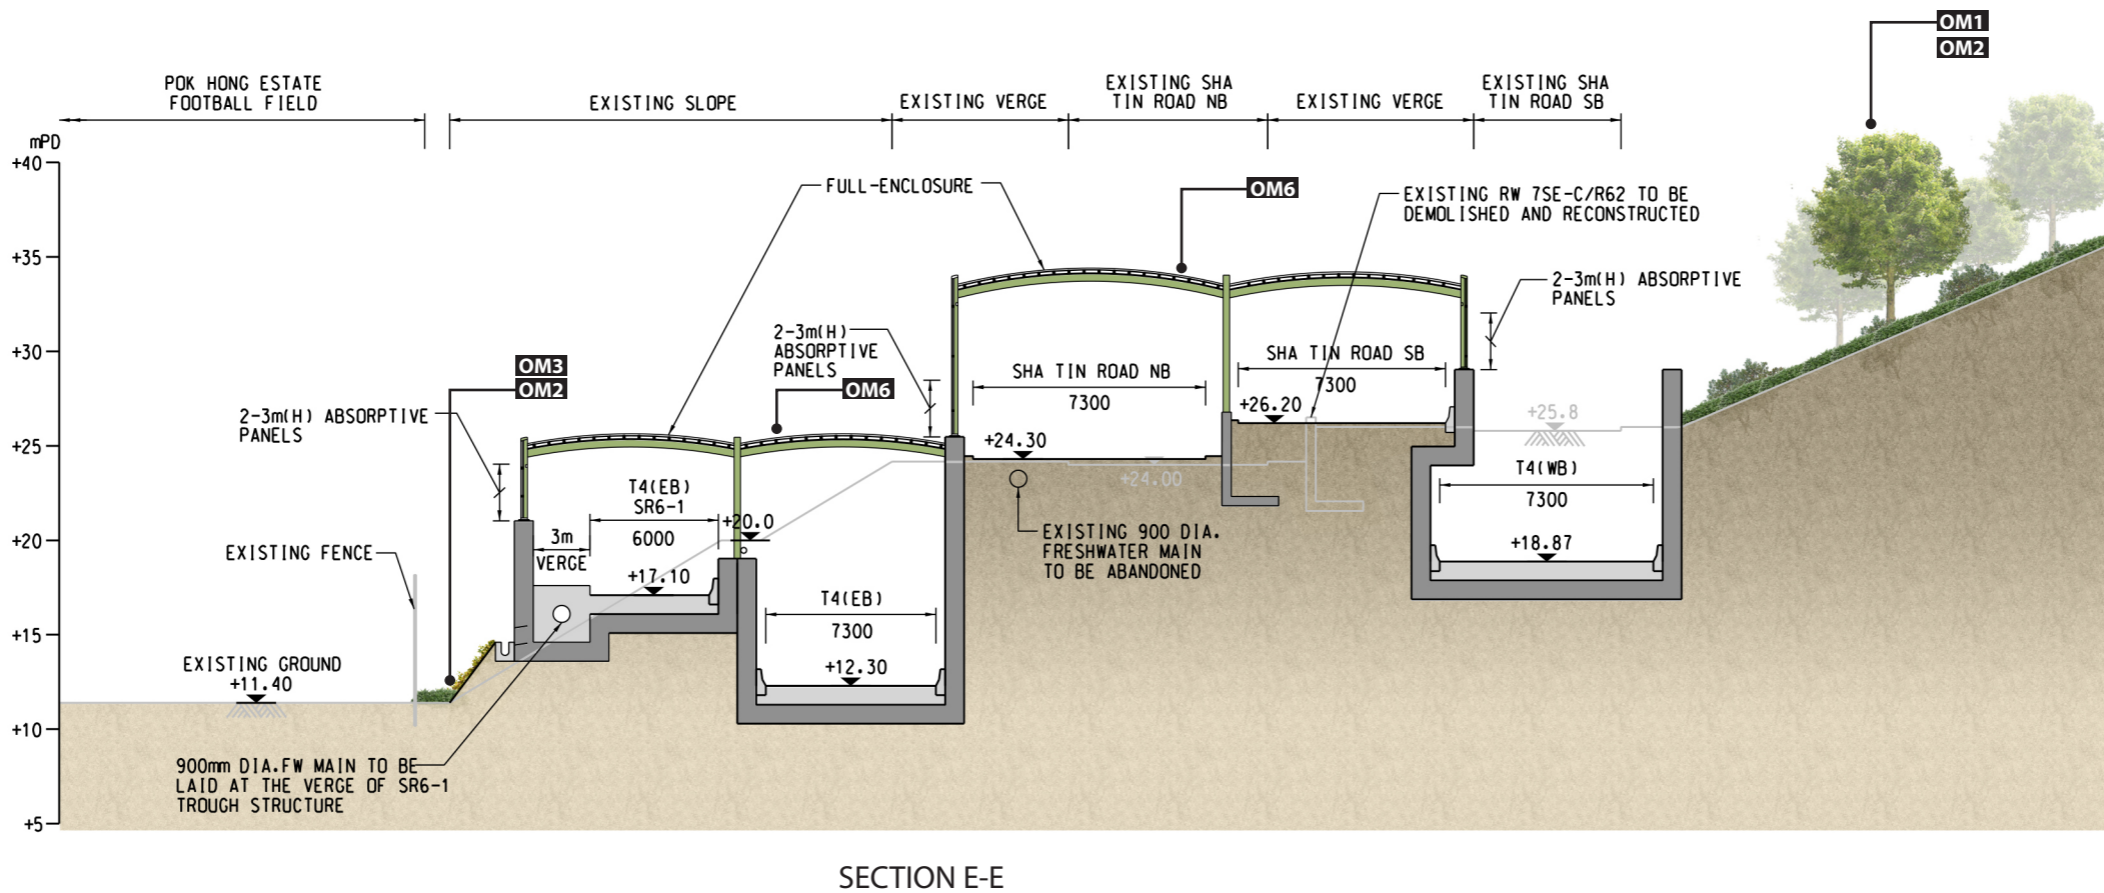 OM1
OM2
POK HONG ESTATE
FOOTBALL FIELD
EXISTING SLOPE
EXISTING VERGE
EXISTING SHA
TIN ROAD NB
EXISTING VERGE
EXISTING SHA
TIN ROAD SB
mPD
+40
+35
+30
+25
+20
+15
+10
+5
FULL-ENCLOSURE
OM6
EXISTING RW 7SE-C/R62 TO BE
DEMOLISHED AND RECONSTRUCTED
2-3m(H) ABSORPTIVE
PANELS
2-3m(H)
ABSORPTIVE
PANELS
OM6
OM3
OM2
2-3m(H) ABSORPTIVE
PANELS
SHA TIN ROAD NB
7300
SHA TIN ROAD SB
7300
+26.20
+25.8
+24.30
+24.00
T4(WB)
7300
+18.87
T4(EB)
SR6-1
6000
+20.0
3m
VERGE
+17.10
EXISTING 900 DIA.
FRESHWATER MAIN
TO BE ABANDONED
EXISTING FENCE
T4(EB)
7300
+12.30
EXISTING GROUND
+11.40
900mm DIA.FW MAIN TO BE
LAID AT THE VERGE OF SR6-1
TROUGH STRUCTURE
SECTION E-E